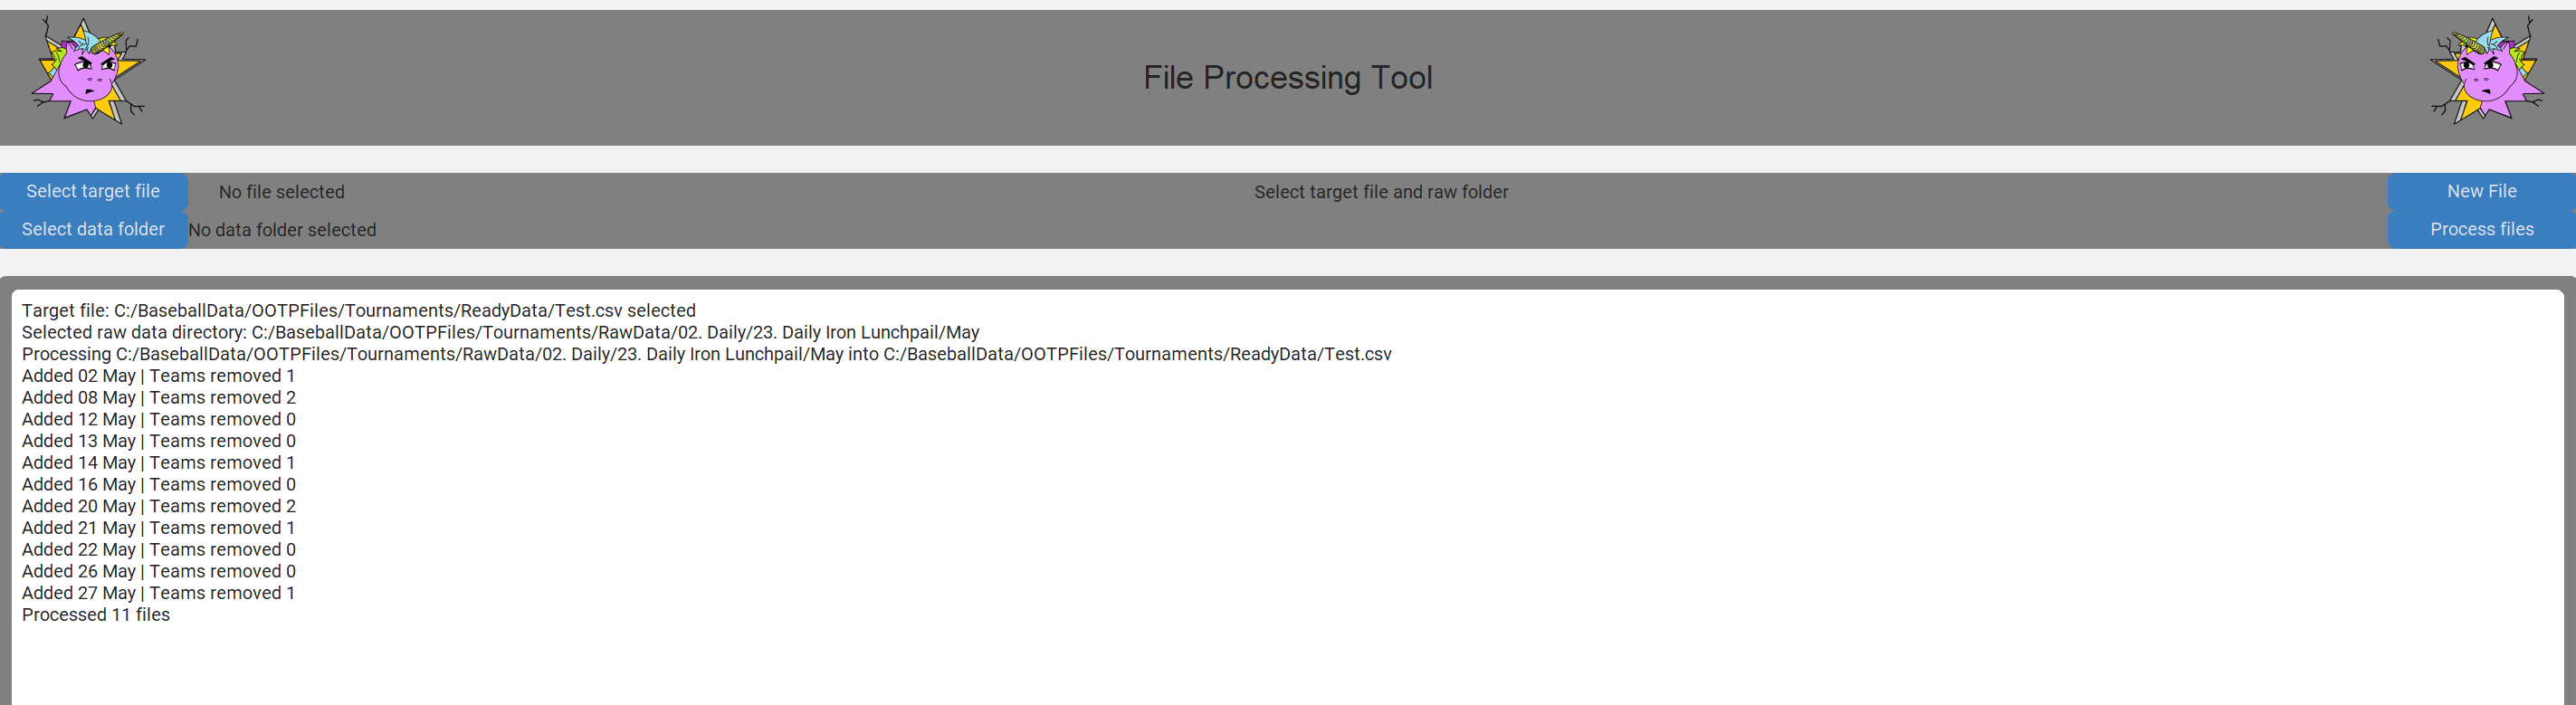 File Processing Tool
Select target file
No file selected
Select target file and raw folder
New File
Select data folder
No data folder selected
Process files
Target file: C:/BaseballData/OOTPFiles/Tournaments/ReadyData/Test.csv selected
Selected raw data directory: C:/BaseballData/OOTPFiles/Tournaments/RawData/02. Daily/23. Daily Iron Lunchpail/May
Processing C:/BaseballData/OOTPFiles/Tournaments/RawData/02. Daily/23. Daily Iron Lunchpail/May into C:/BaseballData/OOTPFiles/Tournaments/ReadyData/Test.csv
Added 02 May | Teams removed 1
Added 08 May | Teams removed 2
Added 12 May | Teams removed 0
Added 13 May | Teams removed 0
Added 14 May | Teams removed 1
Added 16 May | Teams removed 0
Added 20 May | Teams removed 2
Added 21 May | Teams removed 1
Added 22 May | Teams removed 0
Added 26 May | Teams removed 0
Added 27 May | Teams removed 1
Processed 11 files